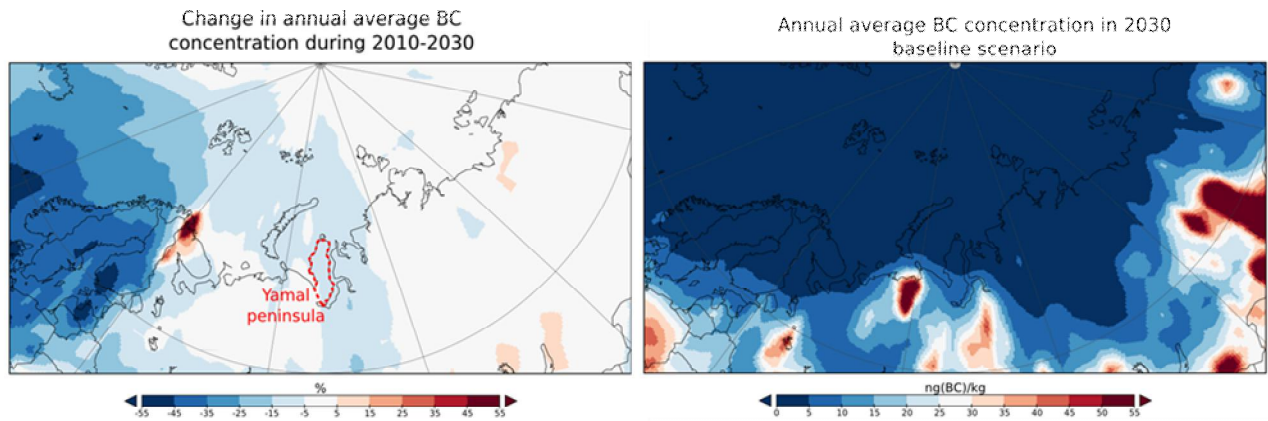 Change in annual average BC
concentration during 2010-2030
Yamal
peninsula
%
-55 -45 -35 -25 -15 -5 5 15 25 35 45 55
Annual average BC concentration in 2030
baseline scenario
ng(BC)/kg
0 5 10 15 20 25 30 35 40 45 50 55